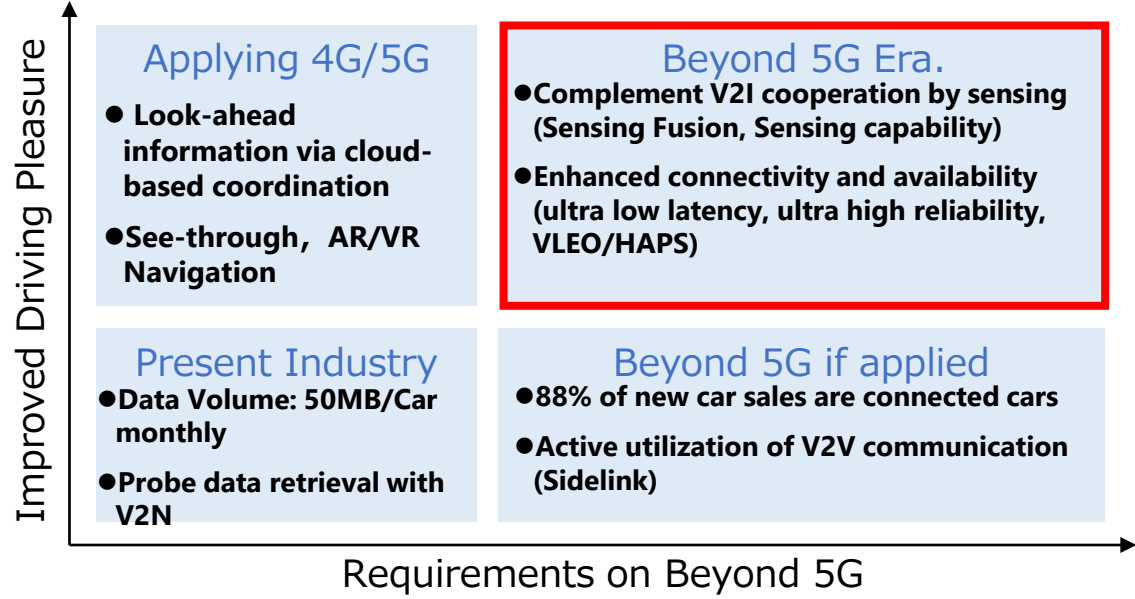 Improved Driving Pleasure
Applying 4G/5G
● Look-ahead
information via cloud-
based coordination
●See-through, AR/VR
Navigation
Beyond 5G Era.
●Complement V2I cooperation by sensing
(Sensing Fusion, Sensing capability)
●Enhanced connectivity and availability
(ultra low latency, ultra high reliability,
VLEO/HAPS)
Present Industry
●Data Volume: 50MB/Car
monthly
●Probe data retrieval with
V2N
Beyond 5G if applied
●88% of new car sales are connected cars
●Active utilization of V2V communication
(Sidelink)
Requirements on Beyond 5G